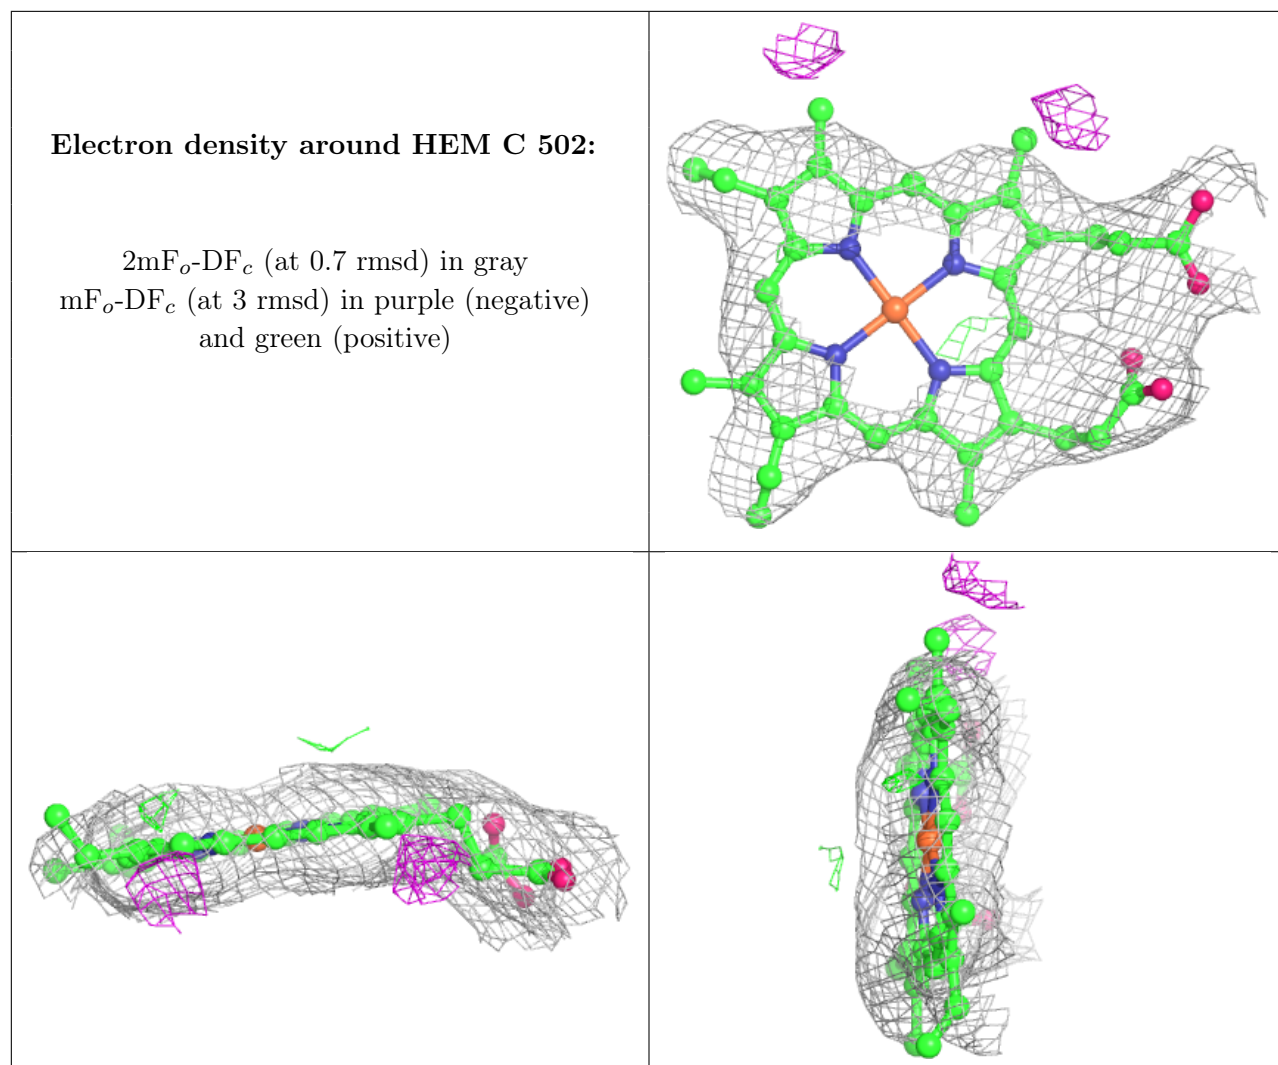 Electron density around HEM C 502:
2mFo-DFc (at 0.7 rmsd) in gray
mFo-DFc (at 3 rmsd) in purple (negative)
and green (positive)